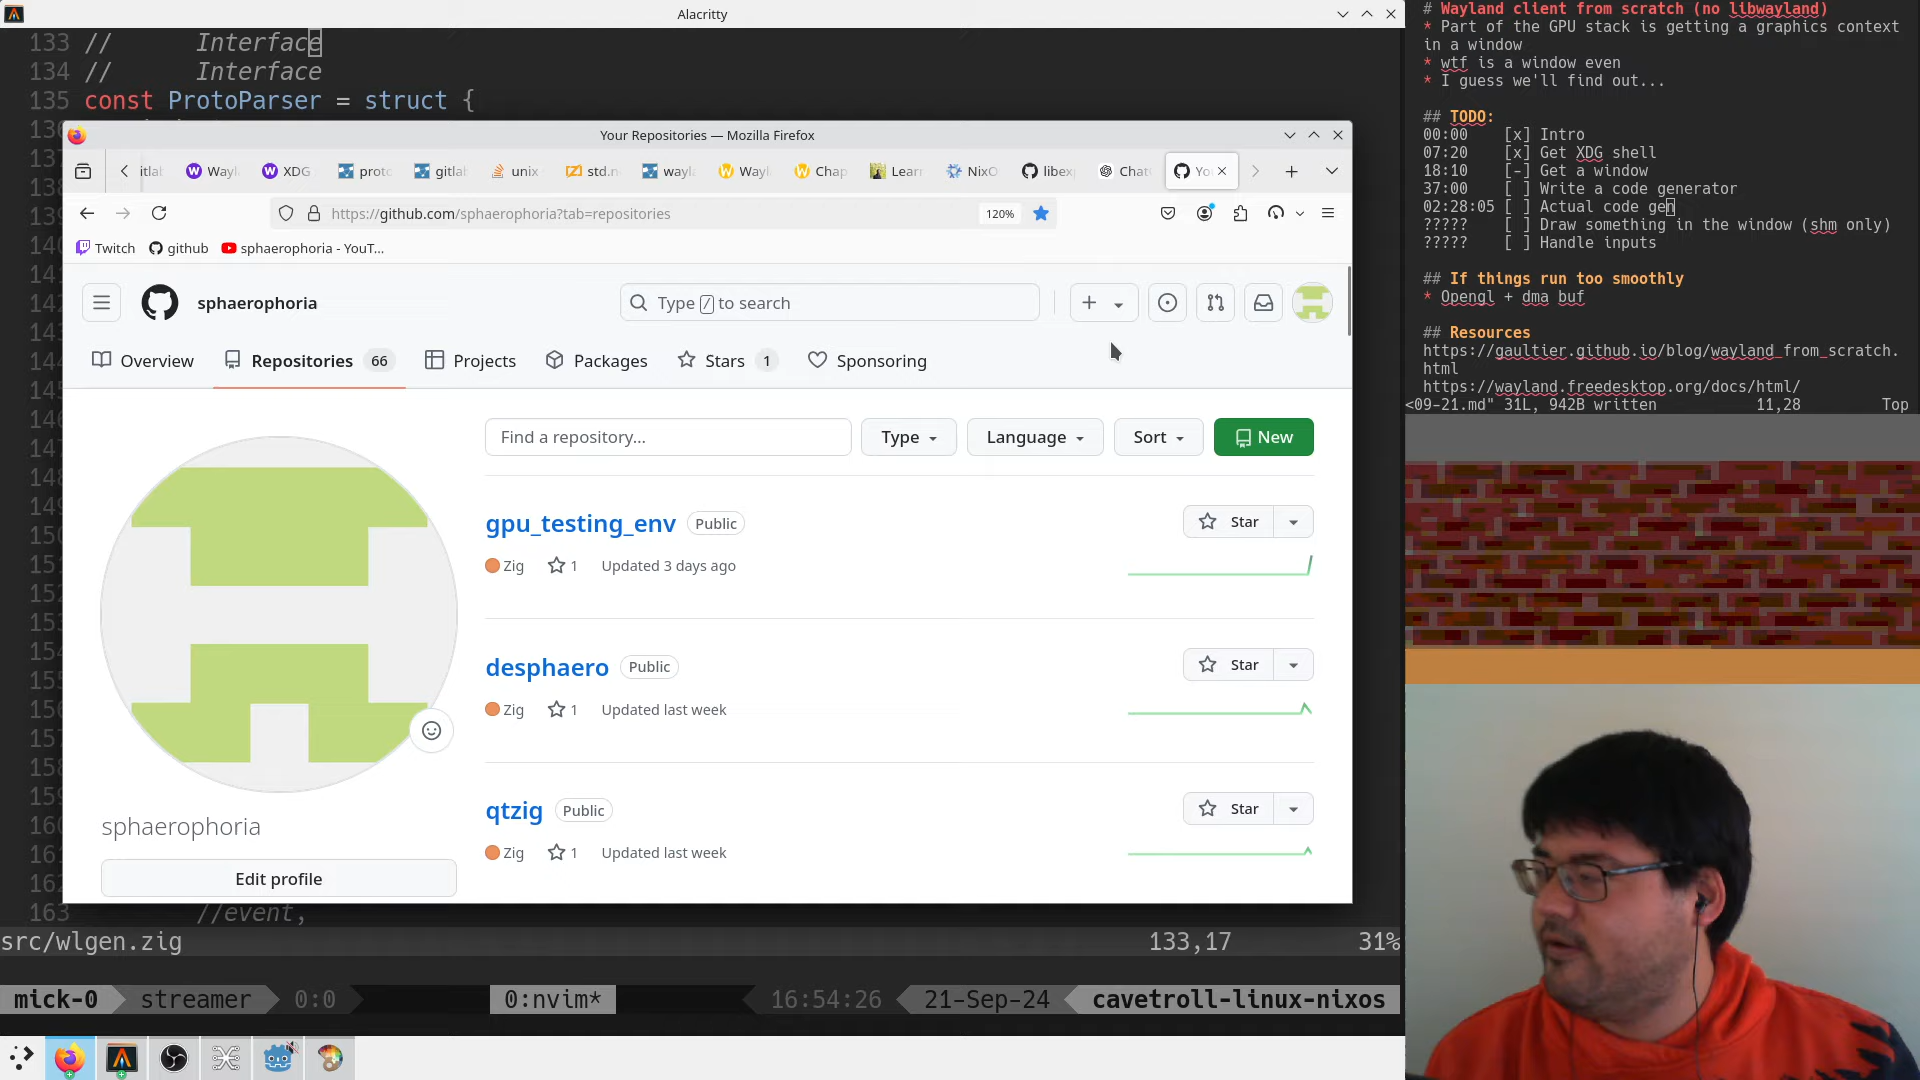 Alacritty
133 //      Interface
134 //      Interface
135 const ProtoParser = struct {
Your Repositories — Mozilla Firefox
itlab
Wayl
XDG
proto
gitlab
unix
std.n
wayla
Wayl
Chap
Lear
NixO
libex
Chat
Yo
https://github.com/sphaerophoria?tab=repositories
120%
Twitch
github
sphaerophoria - YouT...
sphaerophoria
Type / to search
Overview
Repositories 66
Projects
Packages
Stars 1
Sponsoring
Find a repository...
Type
Language
Sort
New
gpu_testing_env Public
Star
Zig 1 Updated 3 days ago
desphaero Public
Star
Zig 1 Updated last week
qtzig Public
Star
Zig 1 Updated last week
sphaerophoria
Edit profile
163         //event,
src/wlgen.zig 133,17 31%
mick-0 streamer 0:0 0:nvim* 16:54:26 21-Sep-24 cavetroll-linux-nixos
# Wayland client from scratch (no libwayland)
* Part of the GPU stack is getting a graphics context
in a window
* wtf is a window even
* I guess we'll find out...
## TODO:
00:00    [x] Intro
07:20    [x] Get XDG shell
18:10    [-] Get a window
37:00    [ ] Write a code generator
02:28:05 [ ] Actual code gen
?????    [ ] Draw something in the window (shm only)
?????    [ ] Handle inputs
## If things run too smoothly
* Opengl + dma buf
## Resources
https://gaultier.github.io/blog/wayland_from_scratch.
html
https://wayland.freedesktop.org/docs/html/
<09-21.md" 31L, 942B written 11,28 Top